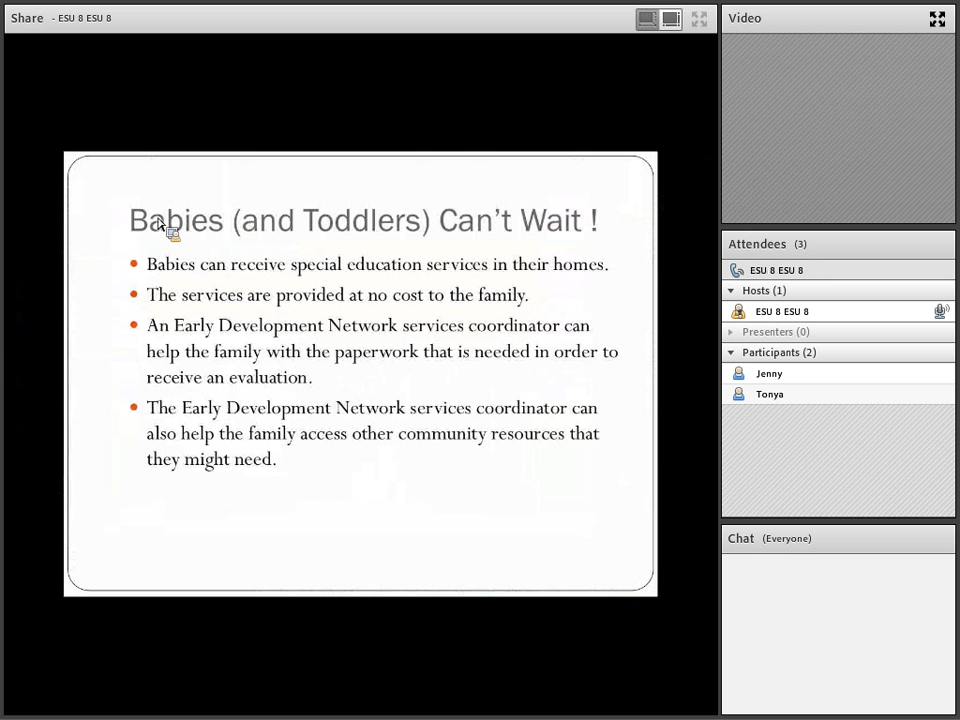 Share - ESU 8 ESU 8
Babies (and Toddlers) Can't Wait !
Babies can receive special education services in their homes.
The services are provided at no cost to the family.
An Early Development Network services coordinator can
help the family with the paperwork that is needed in order to
receive an evaluation.
The Early Development Network services coordinator can
also help the family access other community resources that
they might need.
Video
Attendees (3)
ESU 8 ESU 8
Hosts (1)
ESU 8 ESU 8
Presenters (0)
Participants (2)
Jenny
Tonya
Chat (Everyone)